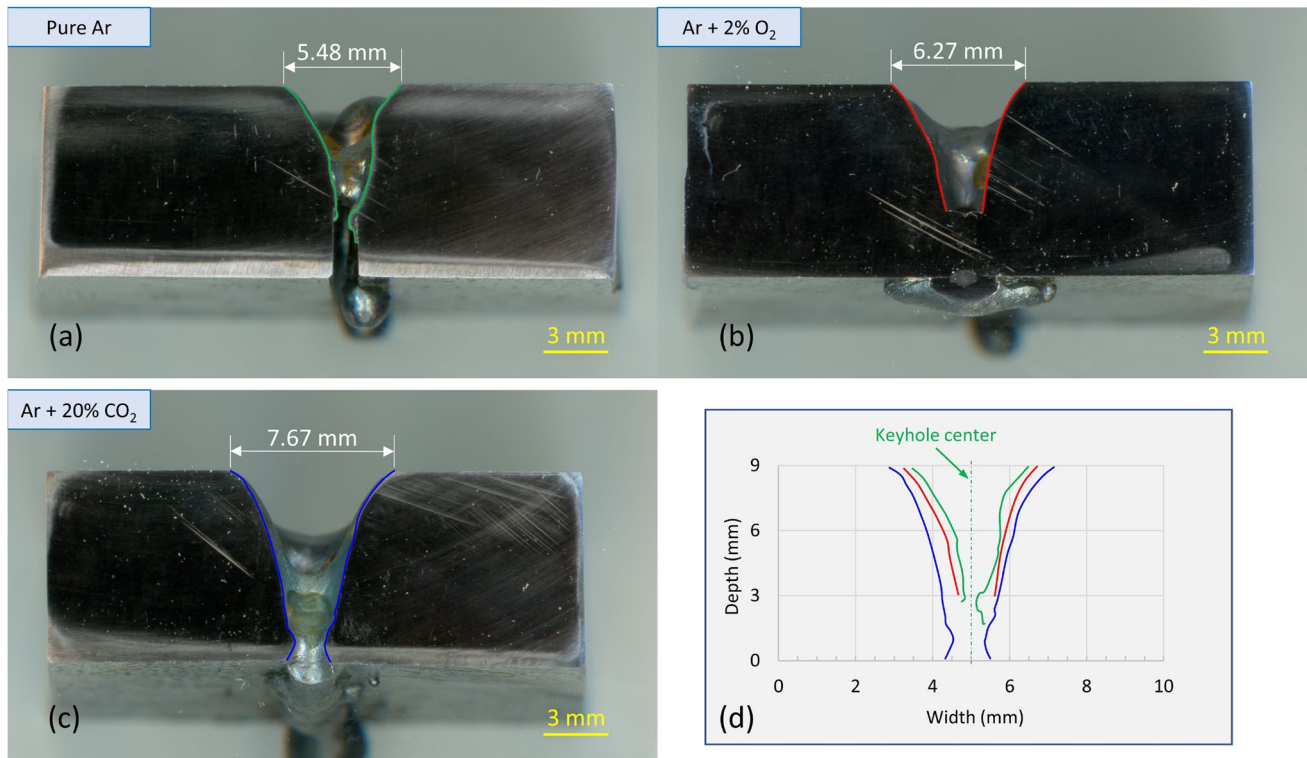 Pure Ar
5.48 mm
(a)
3 mm
Ar + 2% O₂
6.27 mm
(b)
3 mm
Ar + 20% CO₂
7.67 mm
(c)
3 mm
Keyhole center
9
6
3
0
Depth (mm)
0 2 4 6 8 10
Width (mm)
(d)